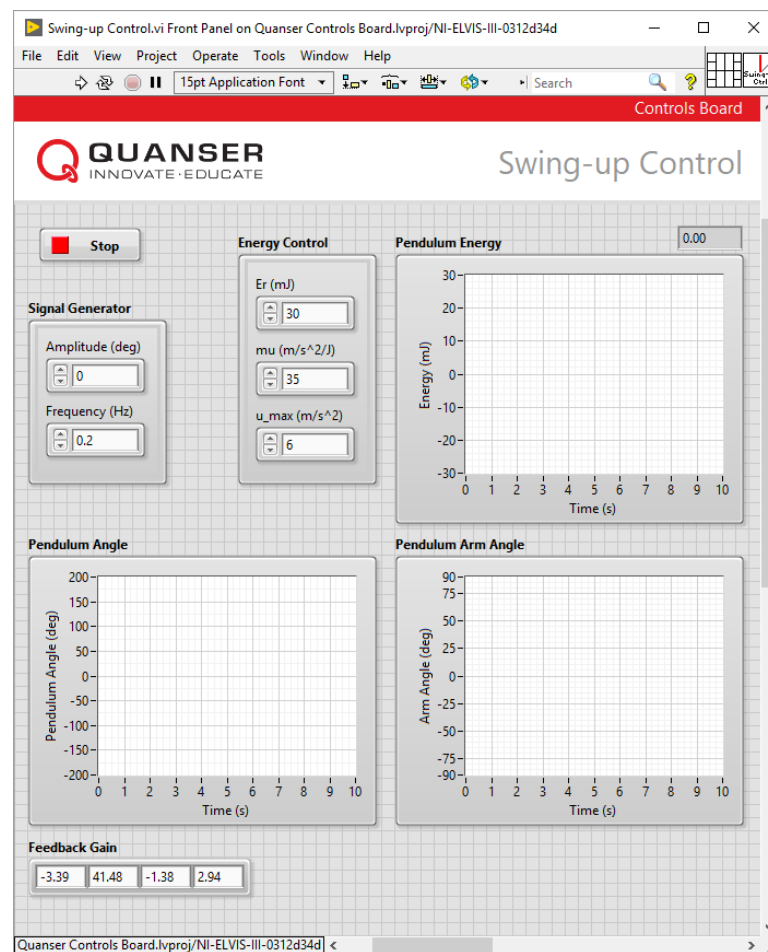 Swing-up Control.vi Front Panel on Quanser Controls Board.lvproj/NI-ELVIS-III-0312d34d
File Edit View Project Operate Tools Window Help
15pt Application Font
Search
Swing-
Ctrl
Controls Board
QUANSER
INNOVATE·EDUCATE
Swing-up Control
Stop
Signal Generator
Amplitude (deg)
0
Frequency (Hz)
0.2
Energy Control
Er (mJ)
30
mu (m/s^2/J)
35
u_max (m/s^2)
6
Pendulum Energy
0.00
30
20
10
0
-10
-20
-30
Energy (mJ)
0 1 2 3 4 5 6 7 8 9 10
Time (s)
Pendulum Angle
200
150
100
50
0
-50
-100
-150
-200
Pendulum Angle (deg)
0 1 2 3 4 5 6 7 8 9 10
Time (s)
Pendulum Arm Angle
90
75
50
25
0
-25
-50
-75
-90
Arm Angle (deg)
0 1 2 3 4 5 6 7 8 9 10
Time (s)
Feedback Gain
-3.39 41.48 -1.38 2.94
Quanser Controls Board.lvproj/NI-ELVIS-III-0312d34d